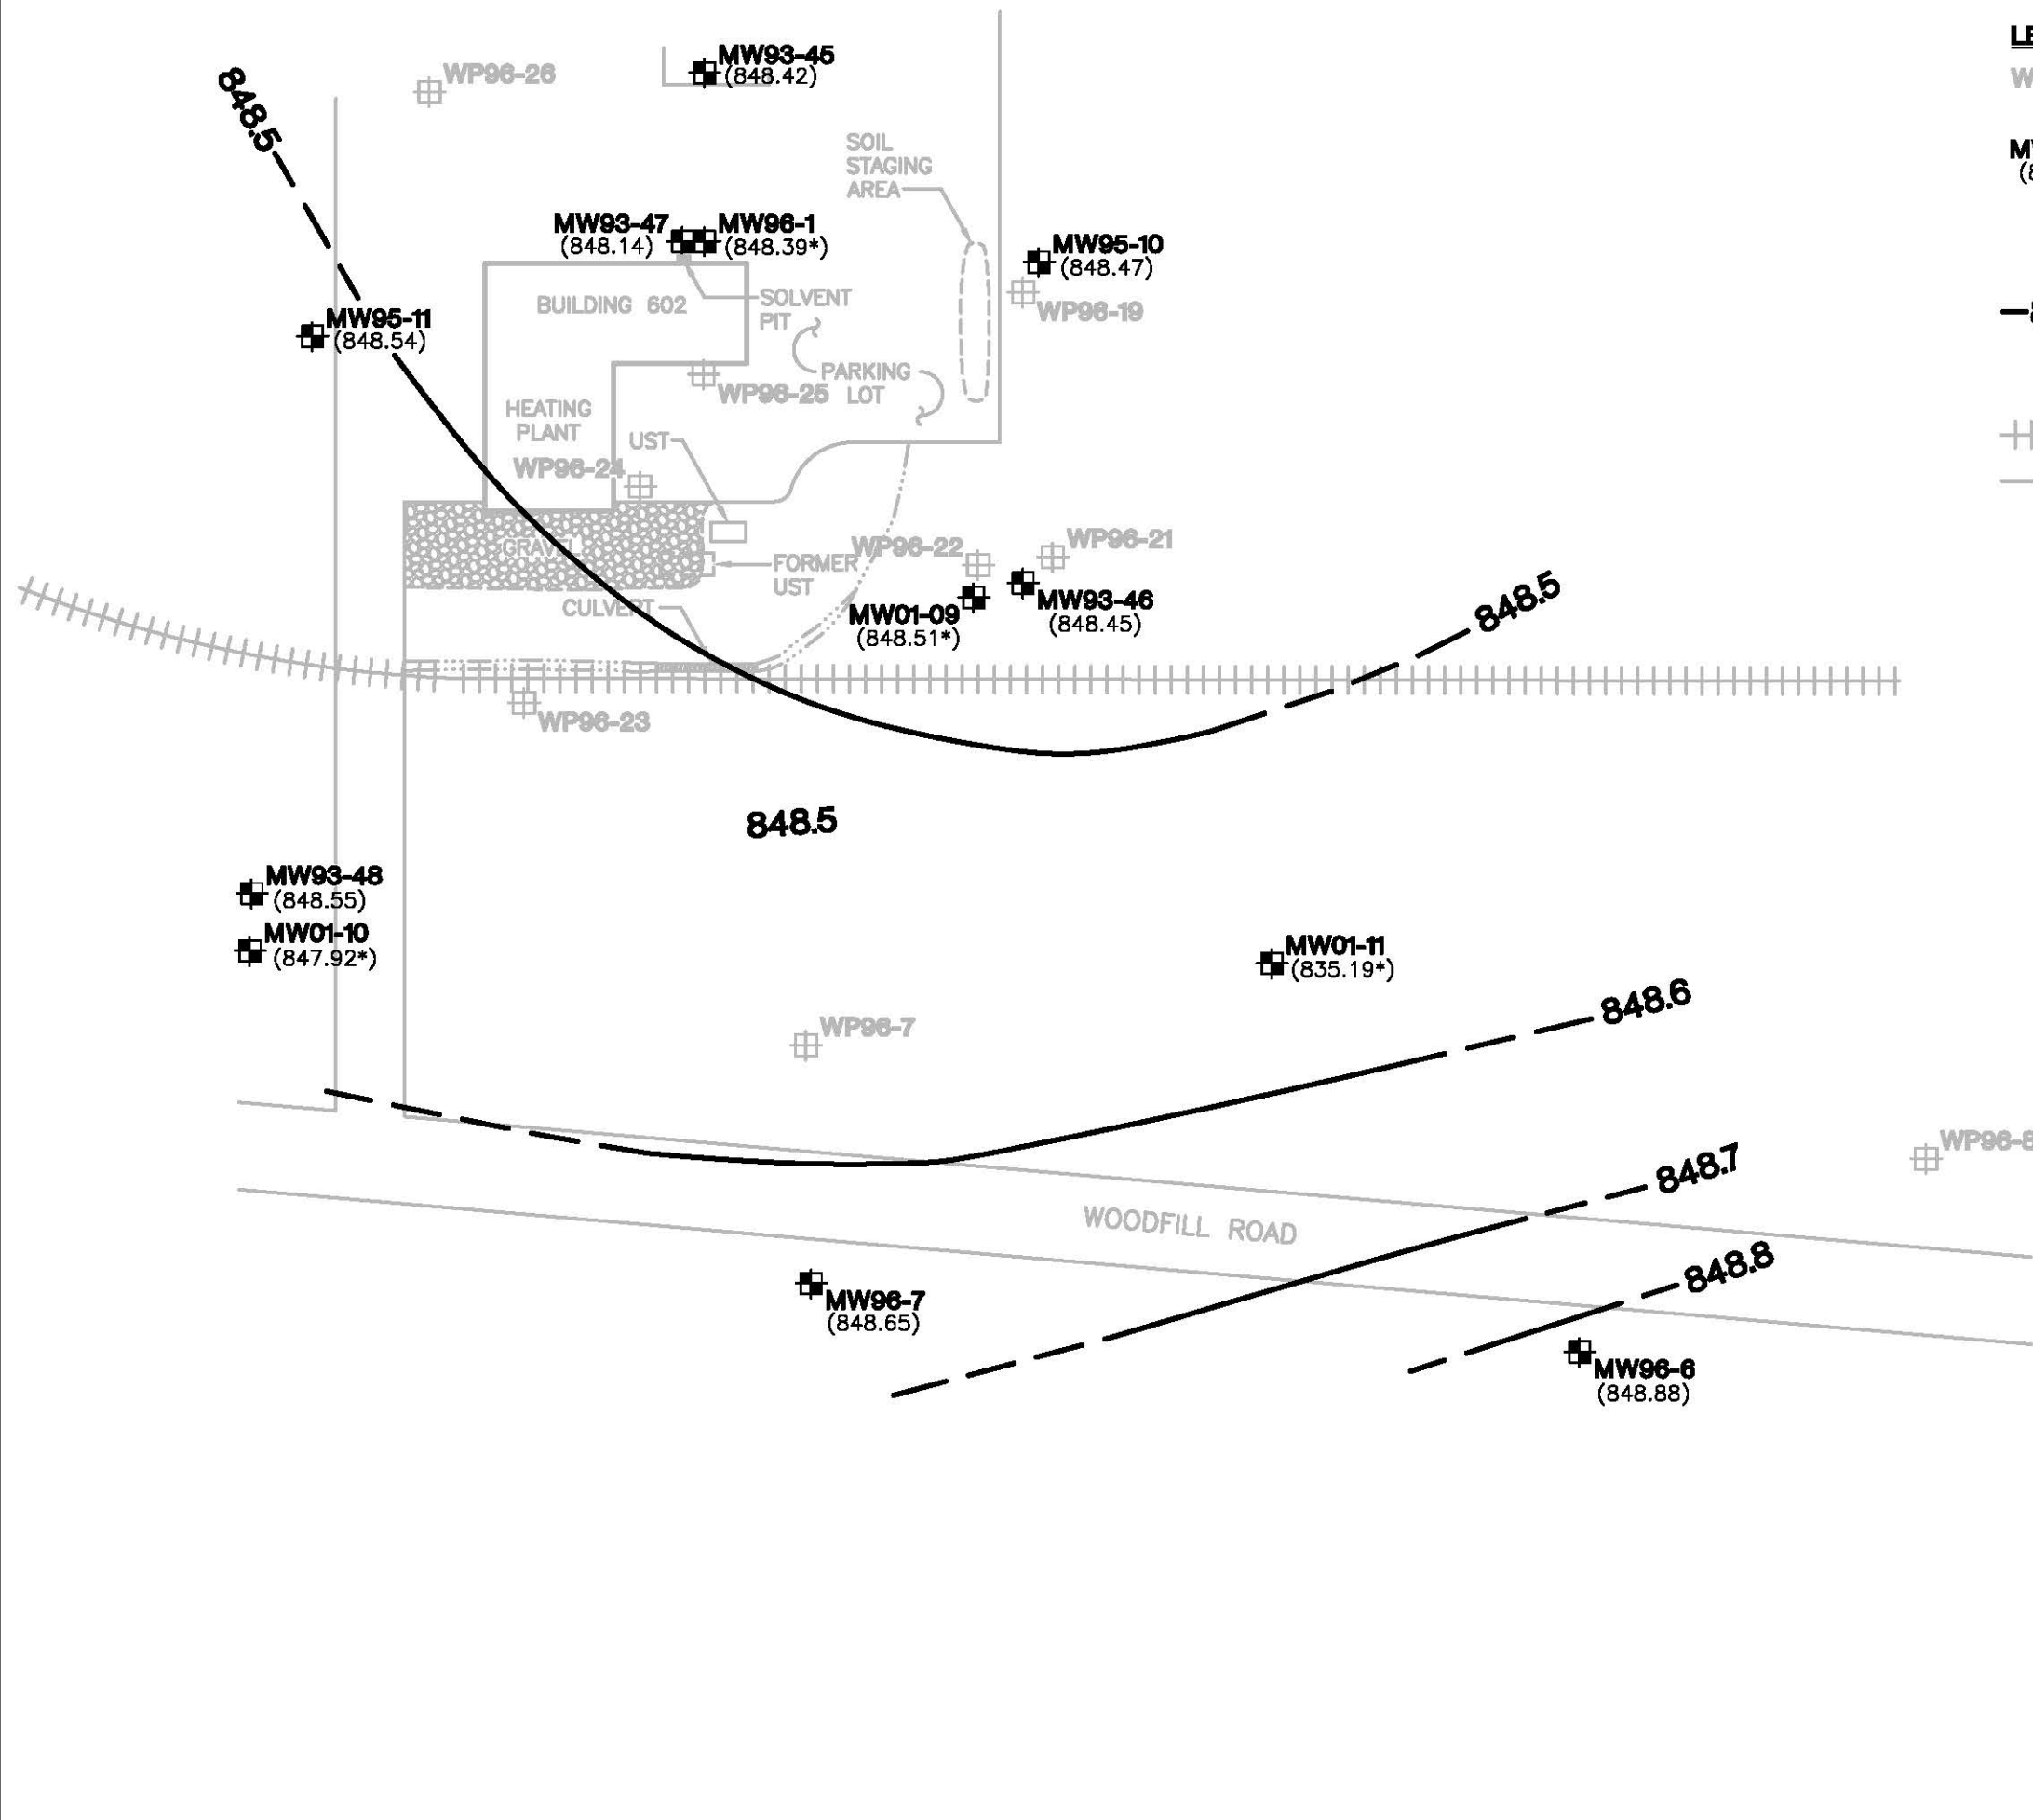 848.5
WP96-26
MW93-45
(848.42)
SOIL
STAGING
AREA
MW93-47
(848.14)
MW96-1
(848.39*)
MW95-10
(848.47)
WP96-19
BUILDING 602
SOLVENT
PIT
MW95-11
(848.54)
PARKING
LOT
WP96-25
HEATING
PLANT
UST
WP96-24
GRAVEL
WP96-22
WP96-21
FORMER
UST
CULVERT
MW01-09
(848.51*)
MW93-46
(848.45)
848.5
WP96-23
848.5
MW93-48
(848.55)
MW01-10
(847.92*)
MW01-11
(835.19*)
848.6
WP96-7
WP96-8
848.7
WOODFILL ROAD
848.8
MW96-7
(848.65)
MW96-6
(848.88)